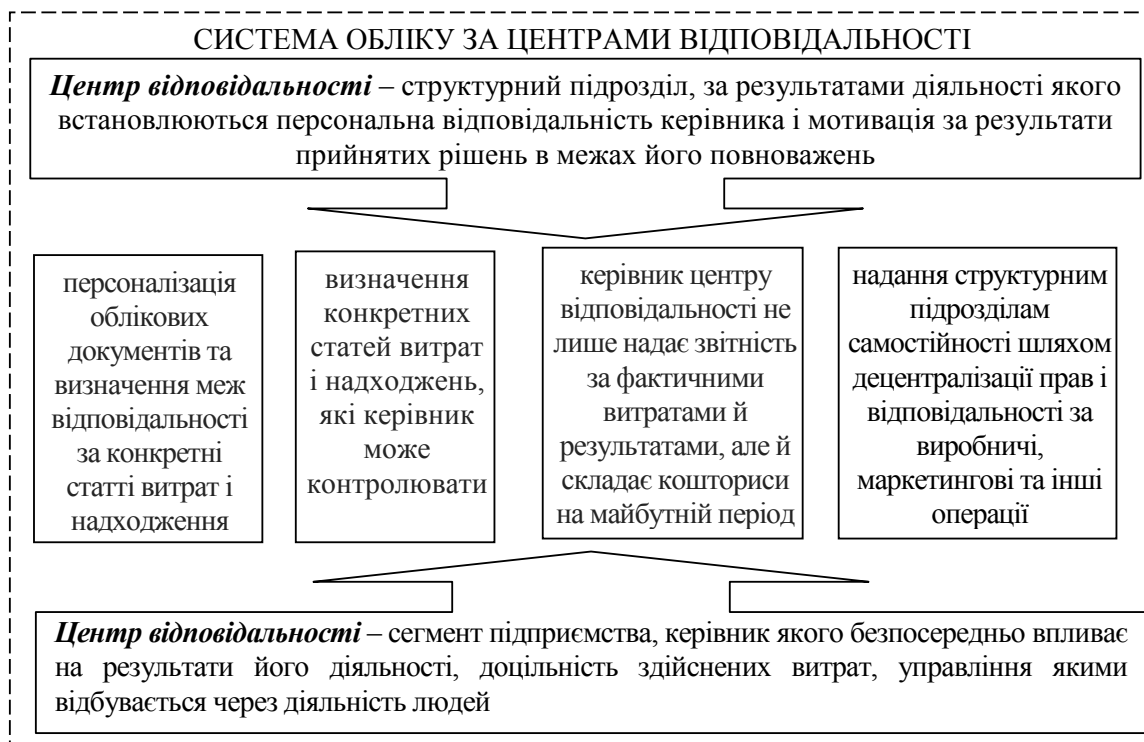 СИСТЕМА ОБЛІКУ ЗА ЦЕНТРАМИ ВІДПОВІДАЛЬНОСТІ
Центр відповідальності – структурний підрозділ, за результатами діяльності якого
встановлюються персональна відповідальність керівника і мотивація за результати
прийнятих рішень в межах його повноважень
персоналізація
облікових
документів та
визначення меж
відповідальності
за конкретні
статті витрат і
надходження
визначення
конкретних
статей витрат
і надходжень,
які керівник
може
контролювати
керівник центру
відповідальності не
лише надає звітність
за фактичними
витратами й
результатами, але й
складає кошториси
на майбутній період
надання структурним
підрозділам
самостійності шляхом
децентралізації прав і
відповідальності за
виробничі,
маркетингові та інші
операції
Центр відповідальності – сегмент підприємства, керівник якого безпосередньо впливає
на результати його діяльності, доцільність здійснених витрат, управління якими
відбувається через діяльність людей